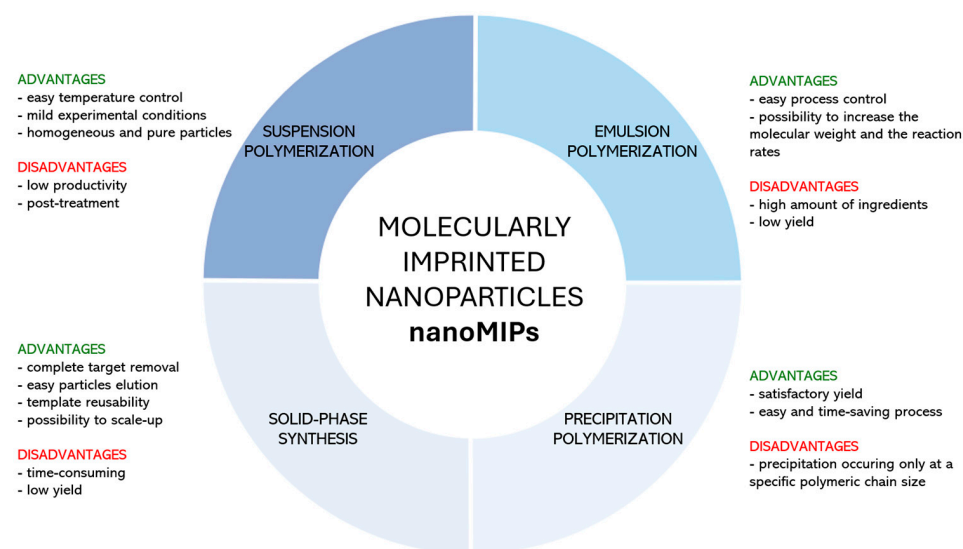 ADVANTAGES
- easy temperature control
- mild experimental conditions
- homogeneous and pure particles
DISADVANTAGES
- low productivity
- post-treatment
SUSPENSION
POLYMERIZATION
EMULSION
POLYMERIZATION
ADVANTAGES
- easy process control
- possibility to increase the
molecular weight and the reaction
rates
DISADVANTAGES
- high amount of ingredients
- low yield
MOLECULARLY
IMPRINTED
NANOPARTICLES
nanoMIPs
ADVANTAGES
- complete target removal
- easy particles elution
- template reusability
- possibility to scale-up
DISADVANTAGES
- time-consuming
- low yield
SOLID-PHASE
SYNTHESIS
PRECIPITATION
POLYMERIZATION
ADVANTAGES
- satisfactory yield
- easy and time-saving process
DISADVANTAGES
- precipitation occuring only at a
specific polymeric chain size